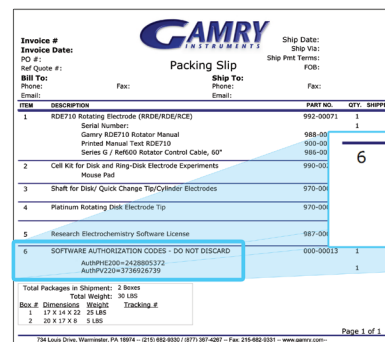 GAMRY
INSTRUMENTS
Packing Slip
Invoice #
Invoice Date:
PO #:
Ref Quote #:
Ship Date:
Ship Via:
Ship Pmt Terms:
FOB:
Bill To:
Phone: Fax:
Email:
Ship To:
Phone: Fax:
Email:
ITEM DESCRIPTION PART NO. QTY. SHIPPE
1 RDE710 Rotating Electrode (RRDE/RDE/RCE) 992-00071 1
Serial Number: 1
Gamry RDE710 Rotator Manual 988-00
Printed Manual Text RDE710 900-00
Series G / Ref600 Rotator Control Cable, 60" 986-00
2 Cell Kit for Disk and Ring-Disk Electrode Experiments 990-00
Mouse Pad
3 Shaft for Disk/ Quick Change Tip/Cylinder Electrodes 970-00
4 Platinum Rotating Disk Electrode Tip 970-00
5 Research Electrochemistry Software License 987-00
6 SOFTWARE AUTHORIZATION CODES - DO NOT DISCARD 000-00013 1
AuthPHE200=2428805372
AuthPV220=3736926739 1
6
Total Packages in Shipment: 2 Boxes
Total Weight: 30 LBS
Box # Dimensions Weight Tracking #
1 17 X 14 X 22 25 LBS
2 20 X 17 X 8 5 LBS
Page 1 of 1
734 Louis Drive, Warminster, PA 18974 -- (215) 682-9330 / (877) 367-4267 -- Fax: 215-682-9331 -- www.gamry.com--